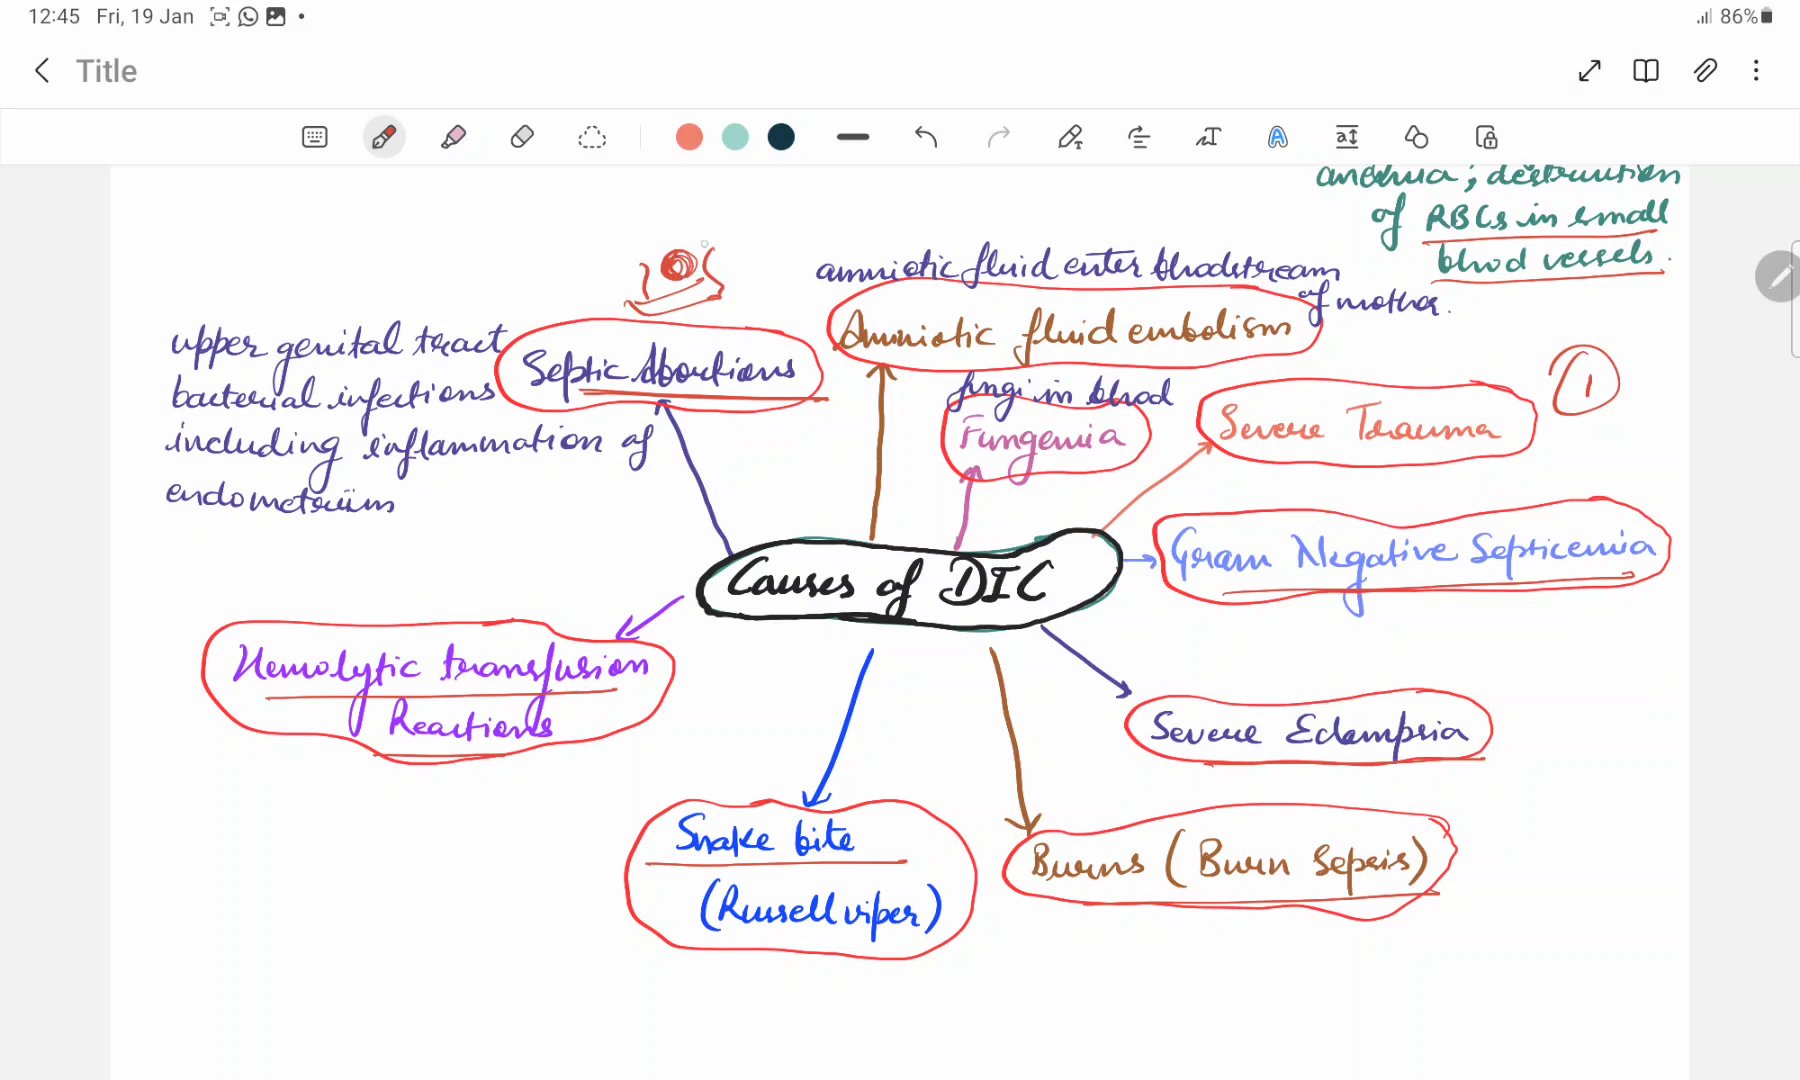 12:45 Fri, 19 Jan
86%
Title
anemia; destruction
of RBCs in small
blood vessels.
amniotic fluid enter bloodstream
of mother.
Amniotic fluid embolism
upper genital tract
bacterial infections
including inflammation of
endometrium
Septic Abortions
fungi in blood
Fungemia
Severe Trauma
1
Gram Negative Septicemia
Causes of DIC
Hemolytic transfusion
Reactions
Severe Eclampsia
Snake bite
(Russell viper)
Burns (Burn Sepsis)